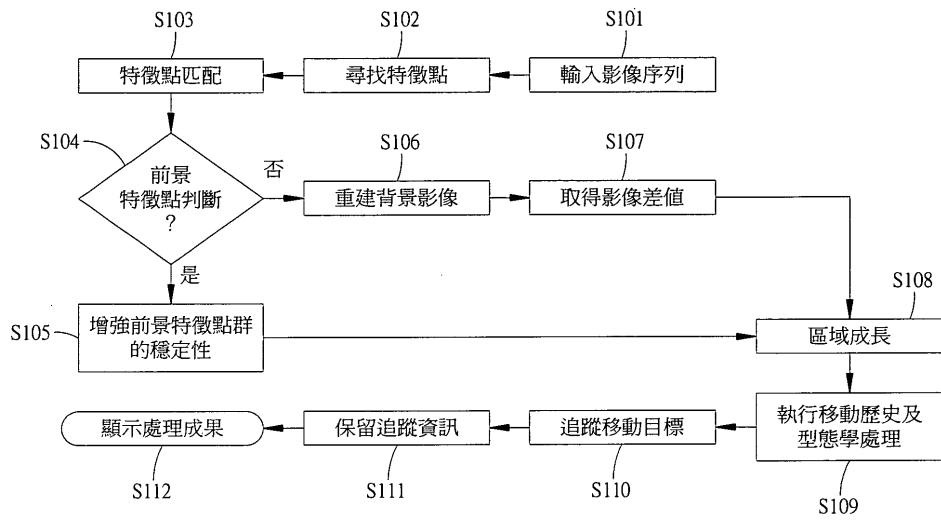 S103
S102
S101
特徵點匹配
尋找特徵點
輸入影像序列
S104
前景
特徵點判斷
?
否
S106
S107
重建背景影像
取得影像差值
是
S105
增強前景特徵點群
的穩定性
S108
區域成長
顯示處理成果
保留追蹤資訊
追蹤移動目標
執行移動歷史及
型態學處理
S112
S111
S110
S109